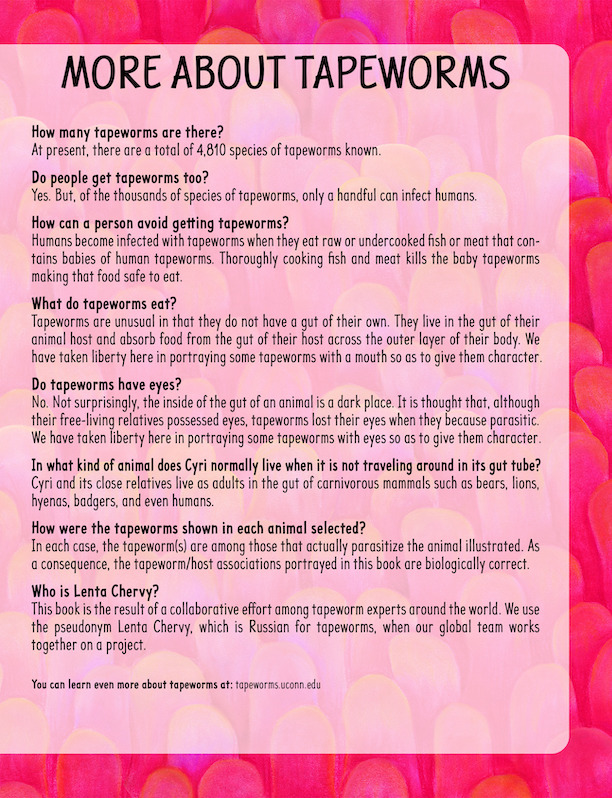 MORE ABOUT TAPEWORMS
How many tapeworms are there?
At present, there are a total of 4,810 species of tapeworms known.
Do people get tapeworms too?
Yes. But, of the thousands of species of tapeworms, only a handful can infect humans.
How can a person avoid getting tapeworms?
Humans become infected with tapeworms when they eat raw or undercooked fish or meat that con-
tains babies of human tapeworms. Thoroughly cooking fish and meat kills the baby tapeworms
making that food safe to eat.
What do tapeworms eat?
Tapeworms are unusual in that they do not have a gut of their own. They live in the gut of their
animal host and absorb food from the gut of their host across the outer layer of their body. We
have taken liberty here in portraying some tapeworms with a mouth so as to give them character.
Do tapeworms have eyes?
No. Not surprisingly, the inside of the gut of an animal is a dark place. It is thought that, although
their free-living relatives possessed eyes, tapeworms lost their eyes when they because parasitic.
We have taken liberty here in portraying some tapeworms with eyes so as to give them character.
In what kind of animal does Cyri normally live when it is not traveling around in its gut tube?
Cyri and its close relatives live as adults in the gut of carnivorous mammals such as bears, lions,
hyenas, badgers, and even humans.
How were the tapeworms shown in each animal selected?
In each case, the tapeworm(s) are among those that actually parasitize the animal illustrated. As
a consequence, the tapeworm/host associations portrayed in this book are biologically correct.
Who is Lenta Chervy?
This book is the result of a collaborative effort among tapeworm experts around the world. We use
the pseudonym Lenta Chervy, which is Russian for tapeworms, when our global team works
together on a project.
You can learn even more about tapeworms at: tapeworms.uconn.edu